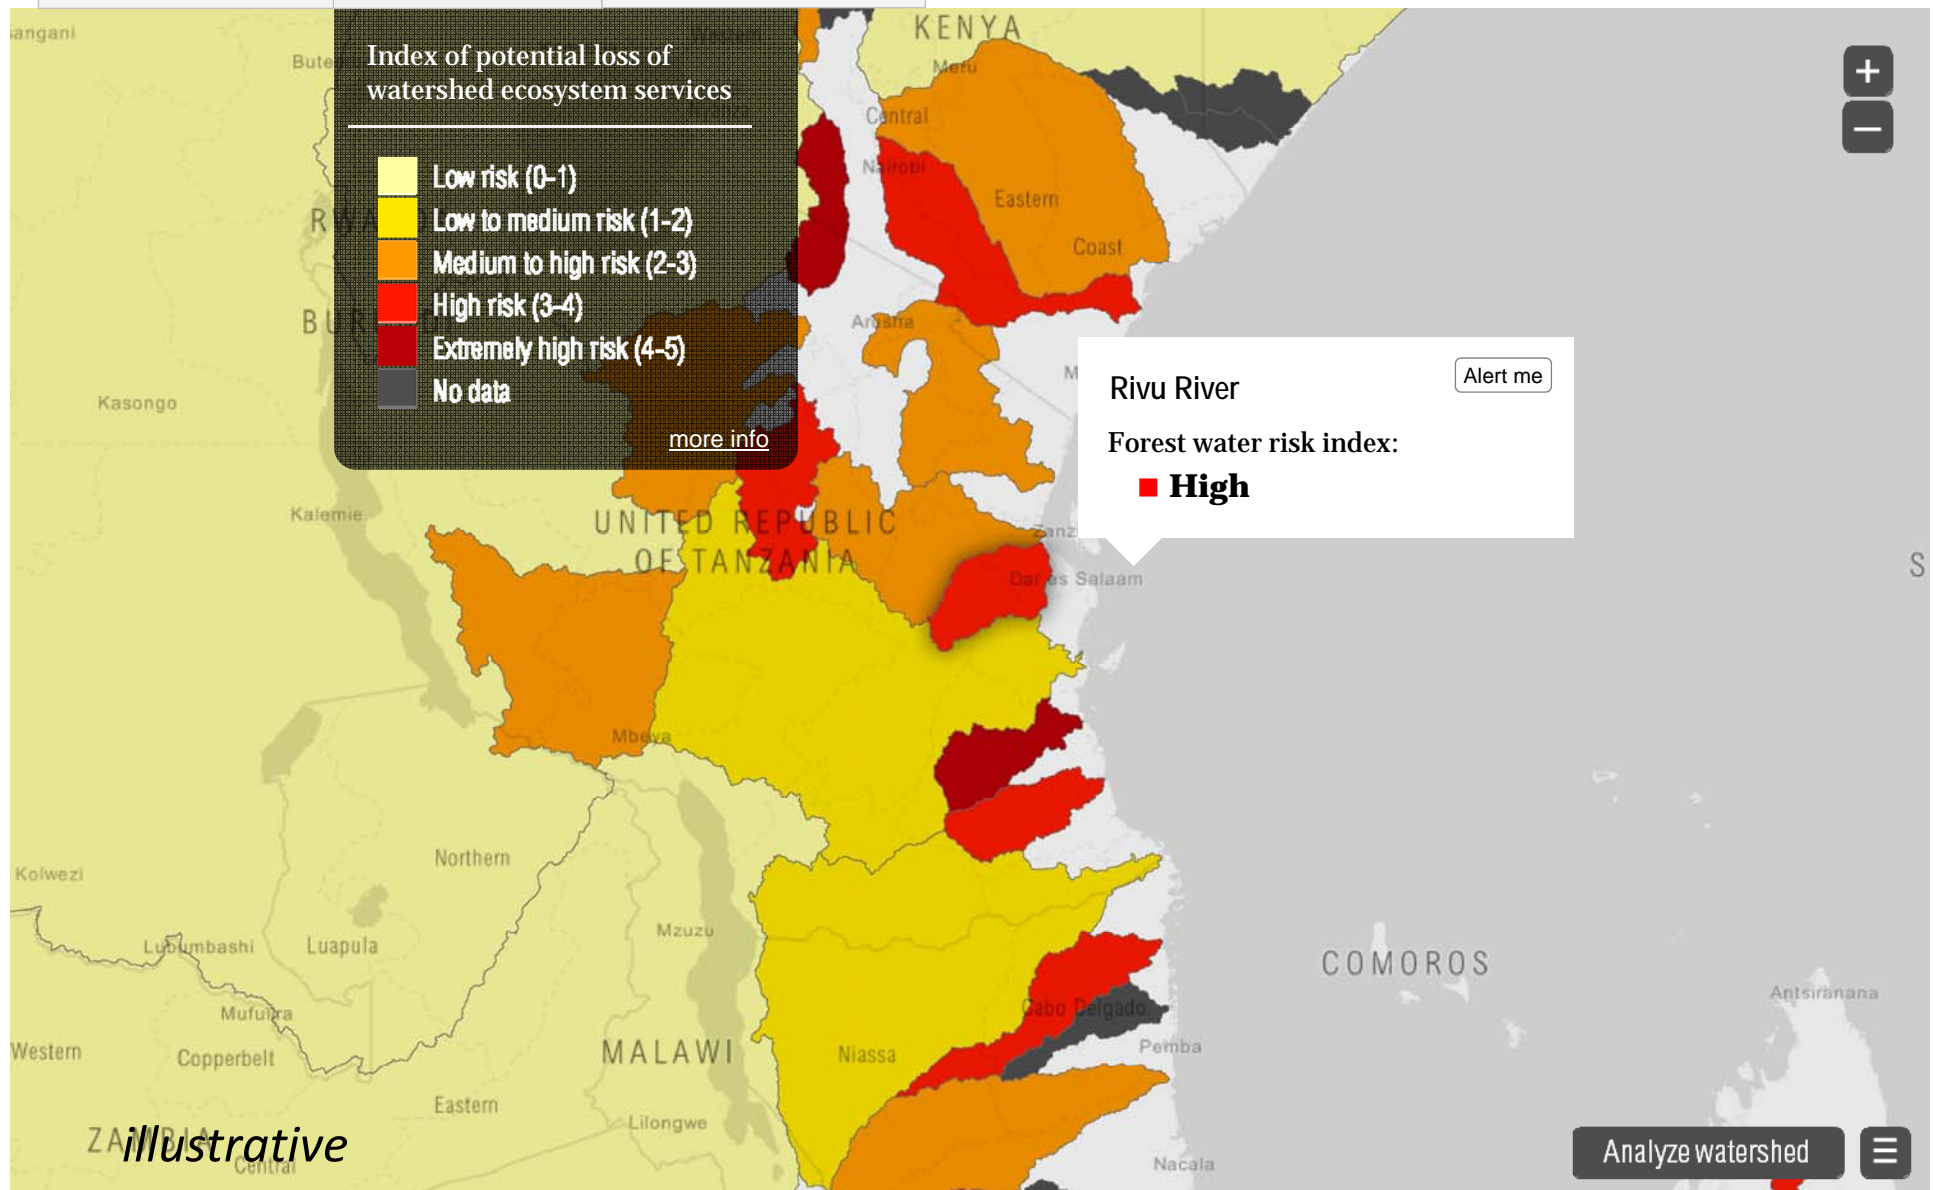 angani
Bute
KENYA
Meru
Central
Nairobi
Eastern
Coast
Index of potential loss of
watershed ecosystem services
Low risk (0-1)
Low to medium risk (1-2)
Medium to high risk (2-3)
High risk (3-4)
Extremely high risk (4-5)
No data
more info
+
−
Arusha
Kasongo
M
Rivu River
Alert me
Forest water risk index:
High
Kalemie
UNITED REPUBLIC
OF TANZANIA
Zanz
Dar es Salaam
S
Mbeya
Northern
Kolwezi
Lubumbashi
Luapula
Mzuzu
COMOROS
Antsiranana
Mufulira
Cabo Delgado
Western
Copperbelt
MALAWI
Niassa
Pemba
Eastern
Lilongwe
ZAMBIA
illustrative
Central
Nacala
Analyze watershed